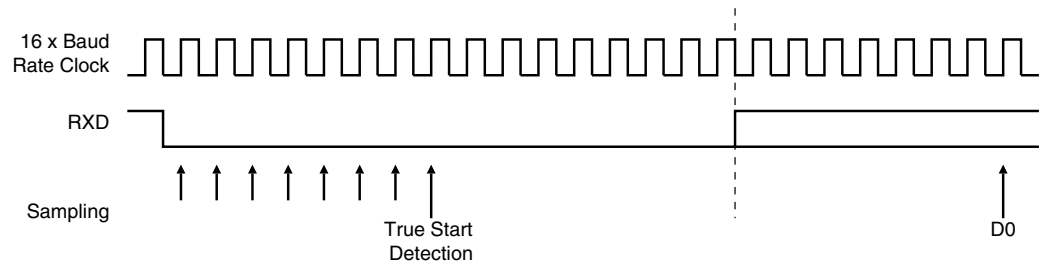 16 x Baud
Rate Clock
RXD
Sampling
True Start
Detection
D0